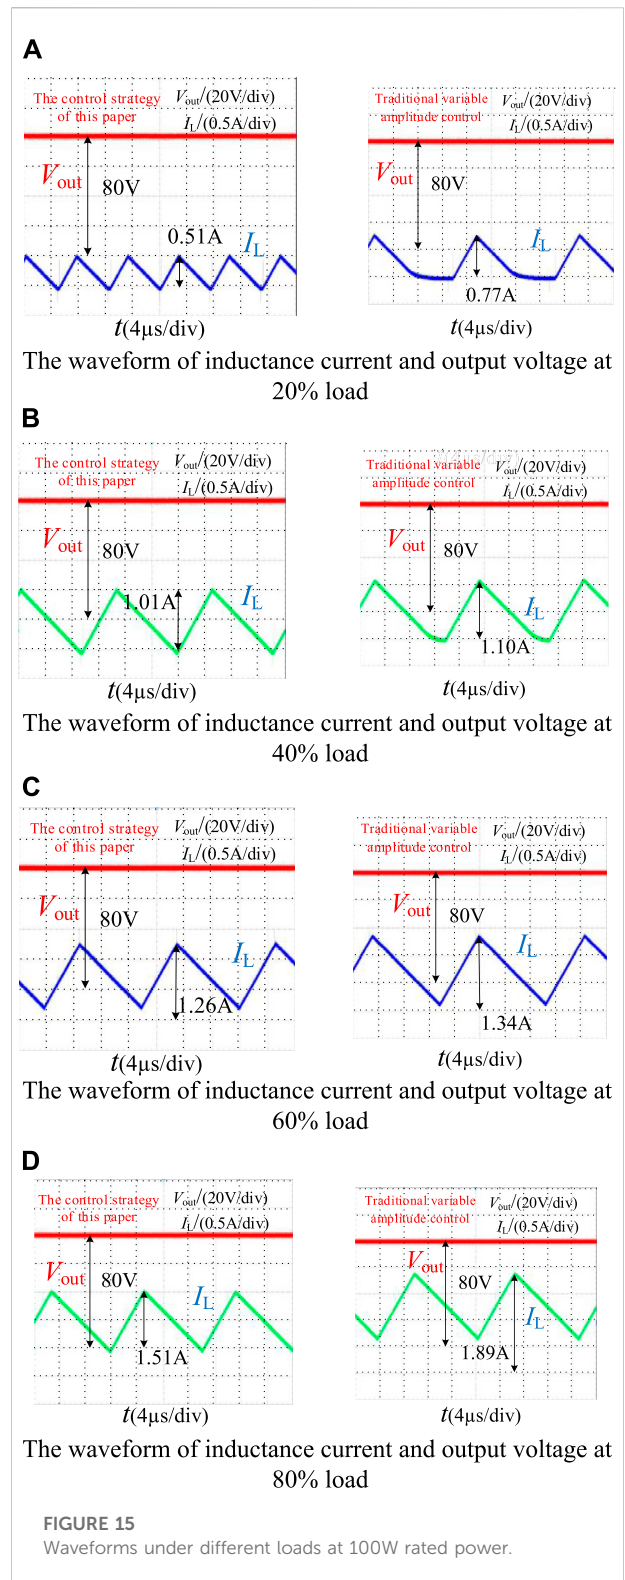 A
The control strategy
of this paper
Vout/(20V/div)
IL/(0.5A/div)
Vout
80V
0.51A
IL
t(4μs/div)
Traditional variable
amplitude control
Vout/(20V/div)
IL/(0.5A/div)
Vout
80V
IL
0.77A
t(4μs/div)
The waveform of inductance current and output voltage at
20% load
B
The control strategy
of this paper
Vout/(20V/div)
IL/(0.5A/div)
Vout
80V
1.01A
IL
t(4μs/div)
Traditional variable
amplitude control
Vout/(20V/div)
IL/(0.5A/div)
Vout
80V
IL
1.10A
t(4μs/div)
The waveform of inductance current and output voltage at
40% load
C
The control strategy
of this paper
Vout/(20V/div)
IL/(0.5A/div)
Vout
80V
IL
1.26A
t(4μs/div)
Traditional variable
amplitude control
Vout/(20V/div)
IL/(0.5A/div)
Vout
80V
IL
1.34A
t(4μs/div)
The waveform of inductance current and output voltage at
60% load
D
The control strategy
of this paper
Vout/(20V/div)
IL/(0.5A/div)
Vout
80V
IL
1.51A
t(4μs/div)
Traditional variable
amplitude control
Vout/(20V/div)
IL/(0.5A/div)
Vout
80V
IL
1.89A
t(4μs/div)
The waveform of inductance current and output voltage at
80% load
FIGURE 15
Waveforms under different loads at 100W rated power.